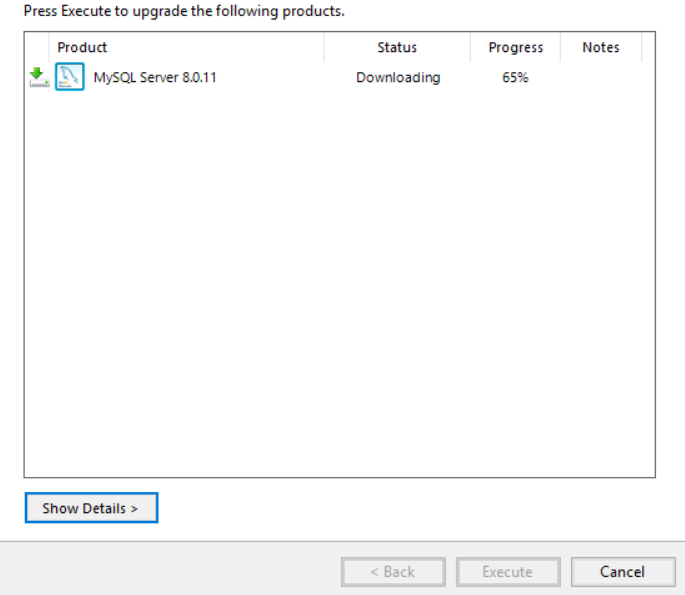 Press Execute to upgrade the following products.
Product Status Progress Notes
MySQL Server 8.0.11 Downloading 65%
Show Details >
< Back Execute Cancel